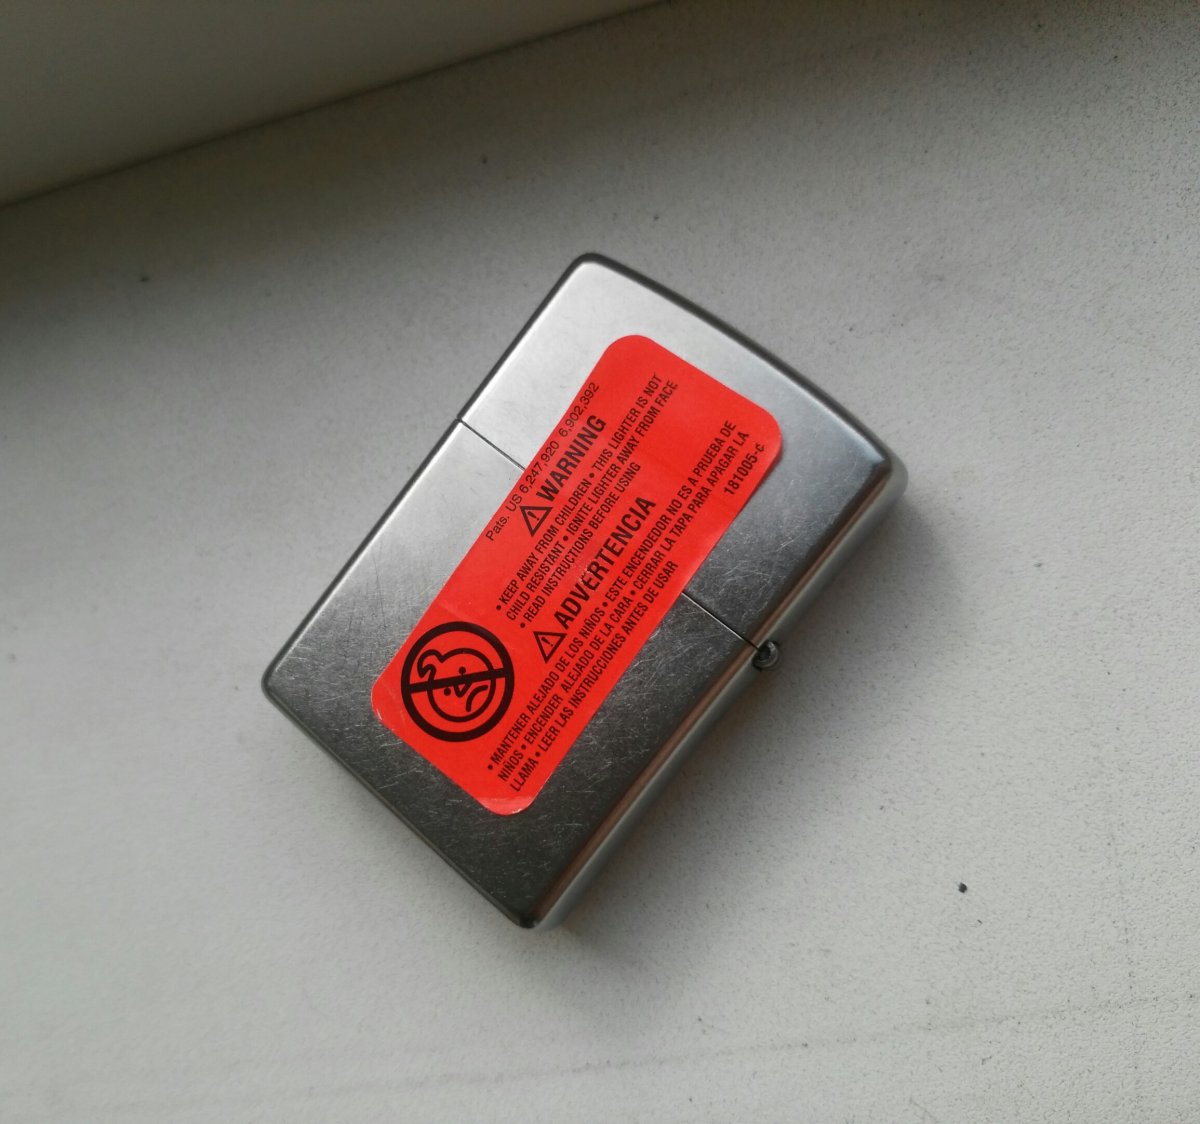 Pats. US 6,247,920 6,902,392
WARNING
• KEEP AWAY FROM CHILDREN • THIS LIGHTER IS NOT
CHILD RESISTANT • IGNITE LIGHTER AWAY FROM FACE
• READ INSTRUCTIONS BEFORE USING
ADVERTENCIA
• MANTENER ALEJADO DE LOS NIÑOS • ESTE ENCENDEDOR NO ES A PRUEBA DE
NIÑOS • ENCENDER ALEJADO DE LA CARA • CERRAR LA TAPA PARA APAGAR LA
LLAMA • LEER LAS INSTRUCCIONES ANTES DE USAR
181005-c